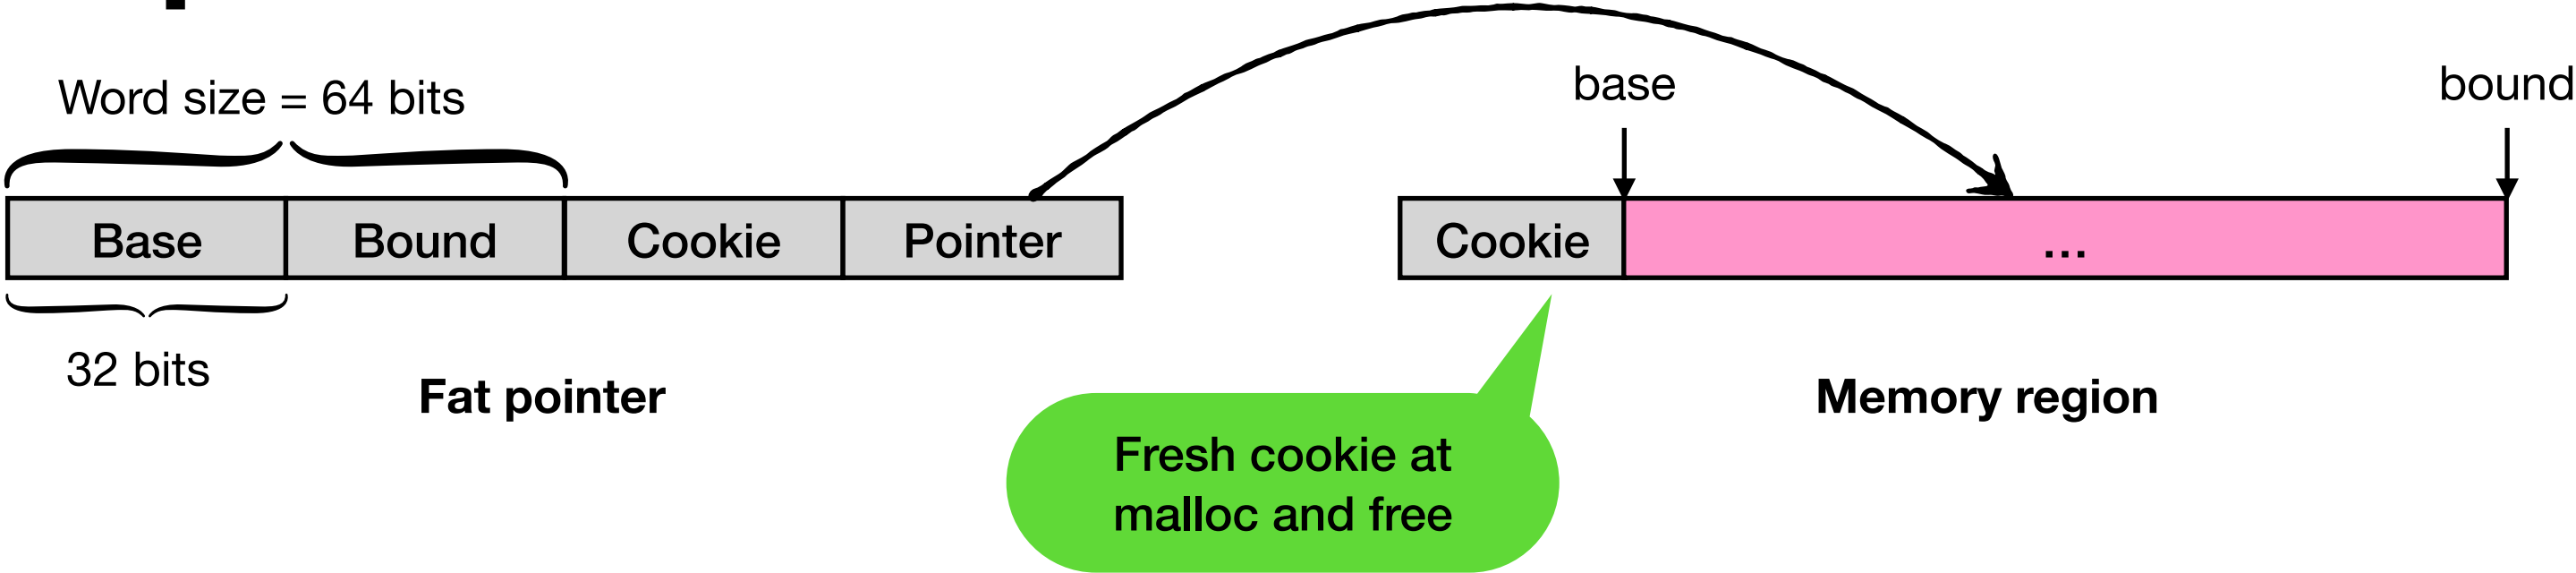 Word size = 64 bits
base
bound
Base
Bound
Cookie
Pointer
Cookie
...
32 bits
Fat pointer
Memory region
Fresh cookie at
malloc and free